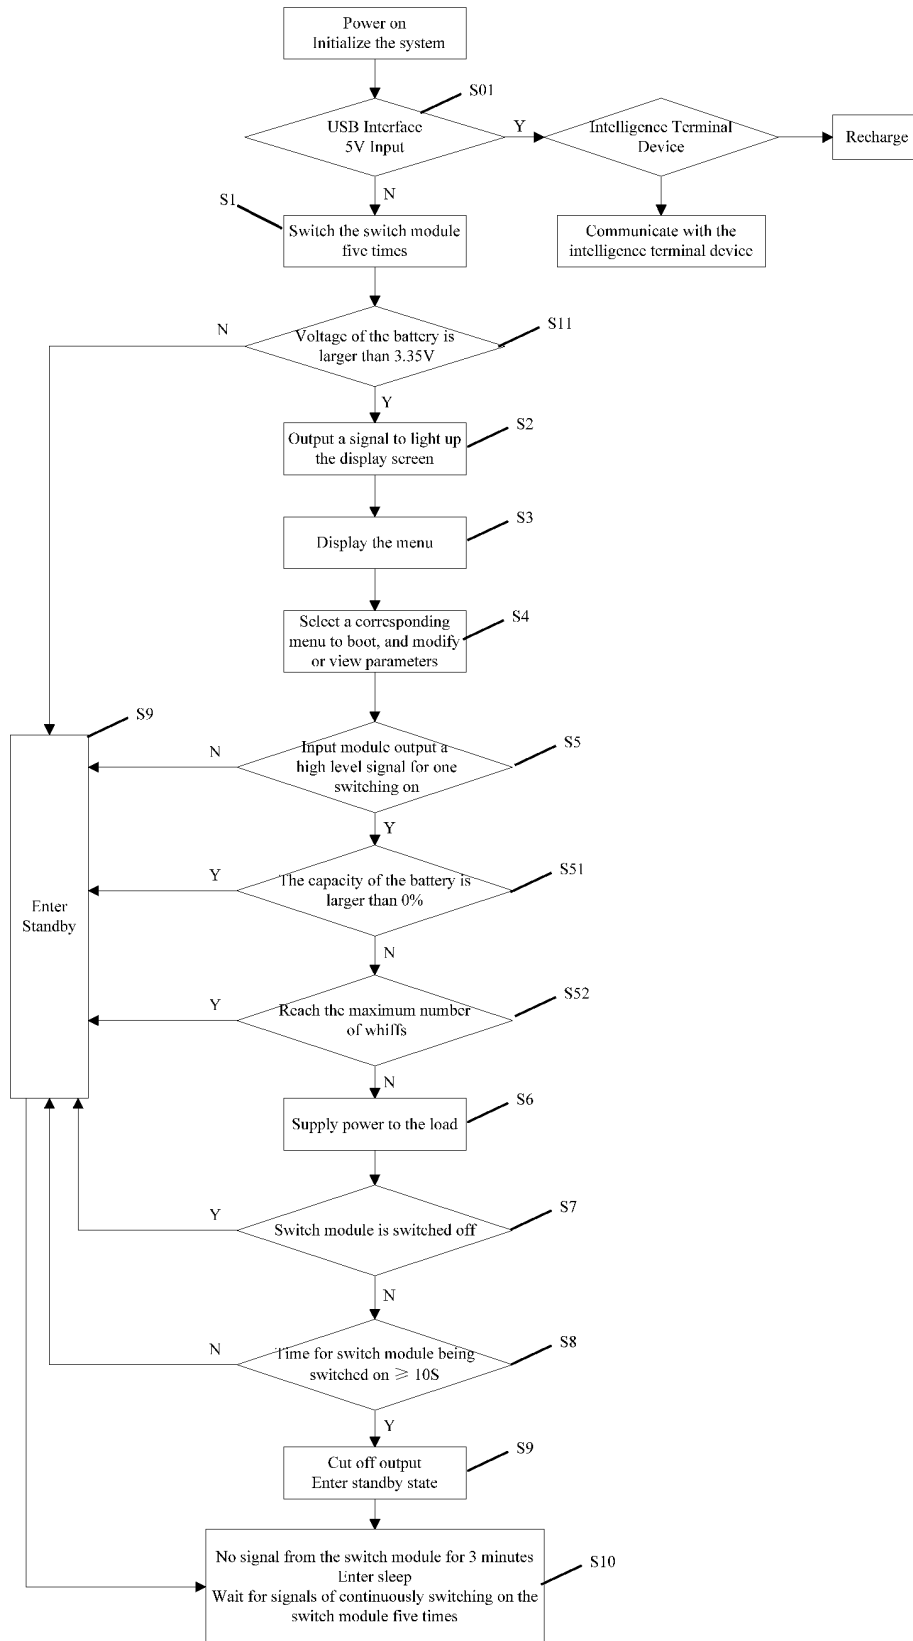 Power on
Initialize the system
S01
USB Interface
5V Input
Y
Intelligence Terminal
Device
Recharge
N
S1
Switch the switch module
five times
Communicate with the
intelligence terminal device
N
Voltage of the battery is
larger than 3.35V
S11
Y
Output a signal to light up
the display screen
S2
Display the menu
S3
Select a corresponding
menu to boot, and modify
or view parameters
S4
S9
N
Input module output a
high level signal for one
switching on
S5
Y
Y
The capacity of the battery is
larger than 0%
S51
Enter
Standby
N
Y
Reach the maximum number
of whiffs
S52
N
Supply power to the load
S6
Y
Switch module is switched off
S7
N
N
Time for switch module being
switched on ≥ 10S
S8
Y
Cut off output
Enter standby state
S9
No signal from the switch module for 3 minutes
Enter sleep
Wait for signals of continuously switching on the
switch module five times
S10